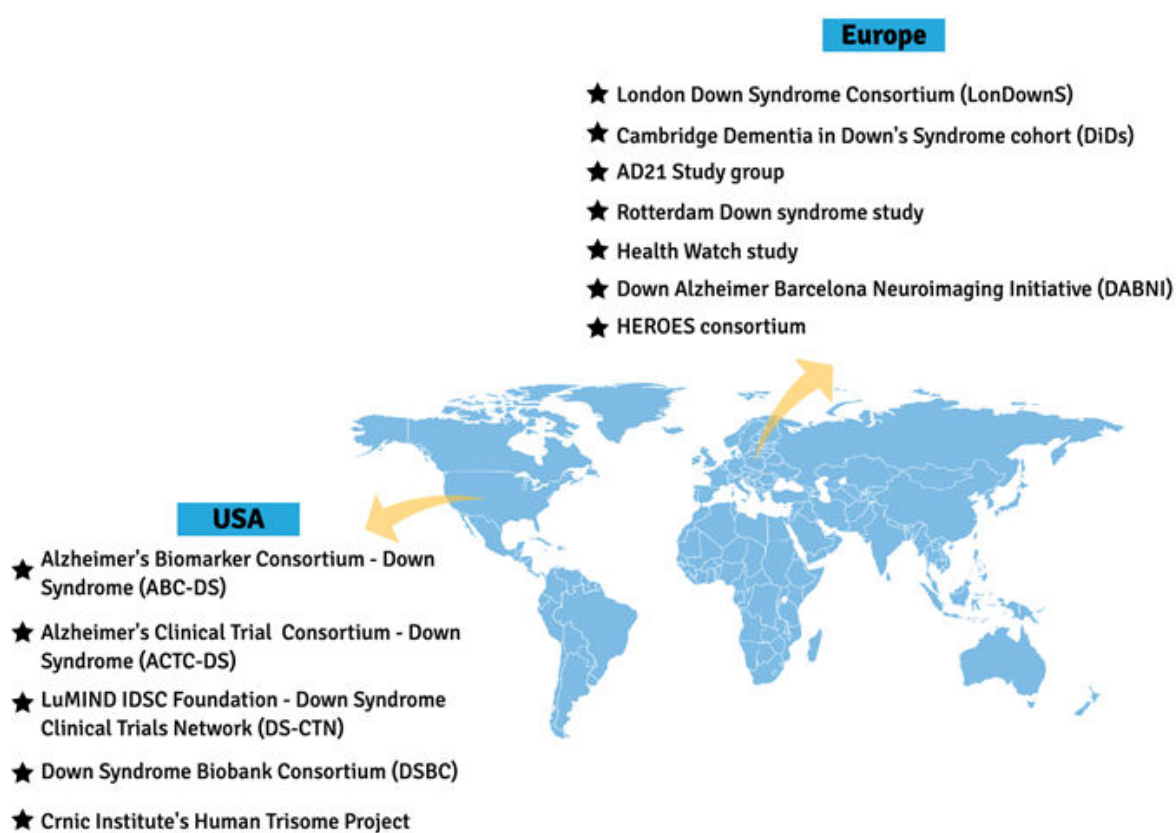 Europe
London Down Syndrome Consortium (LonDownS)
Cambridge Dementia in Down's Syndrome cohort (DiDs)
AD21 Study group
Rotterdam Down syndrome study
Health Watch study
Down Alzheimer Barcelona Neuroimaging Initiative (DABNI)
HEROES consortium
USA
Alzheimer's Biomarker Consortium - Down
Syndrome (ABC-DS)
Alzheimer's Clinical Trial Consortium - Down
Syndrome (ACTC-DS)
LuMIND IDSC Foundation - Down Syndrome
Clinical Trials Network (DS-CTN)
Down Syndrome Biobank Consortium (DSBC)
Crnic Institute's Human Trisome Project